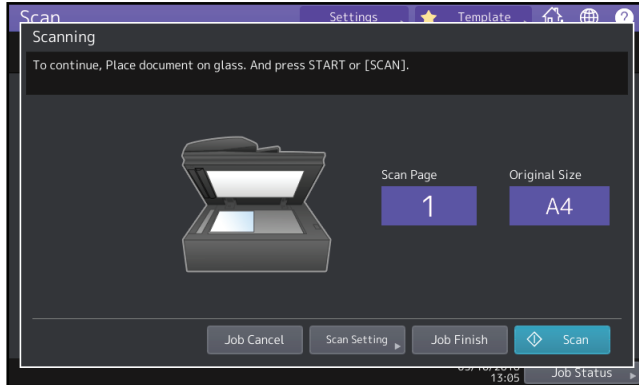 Scan
Settings
Template
?
Scanning
To continue, Place document on glass. And press START or [SCAN].
Scan Page
Original Size
1
A4
Job Cancel
Scan Setting
Job Finish
Scan
13:05
Job Status